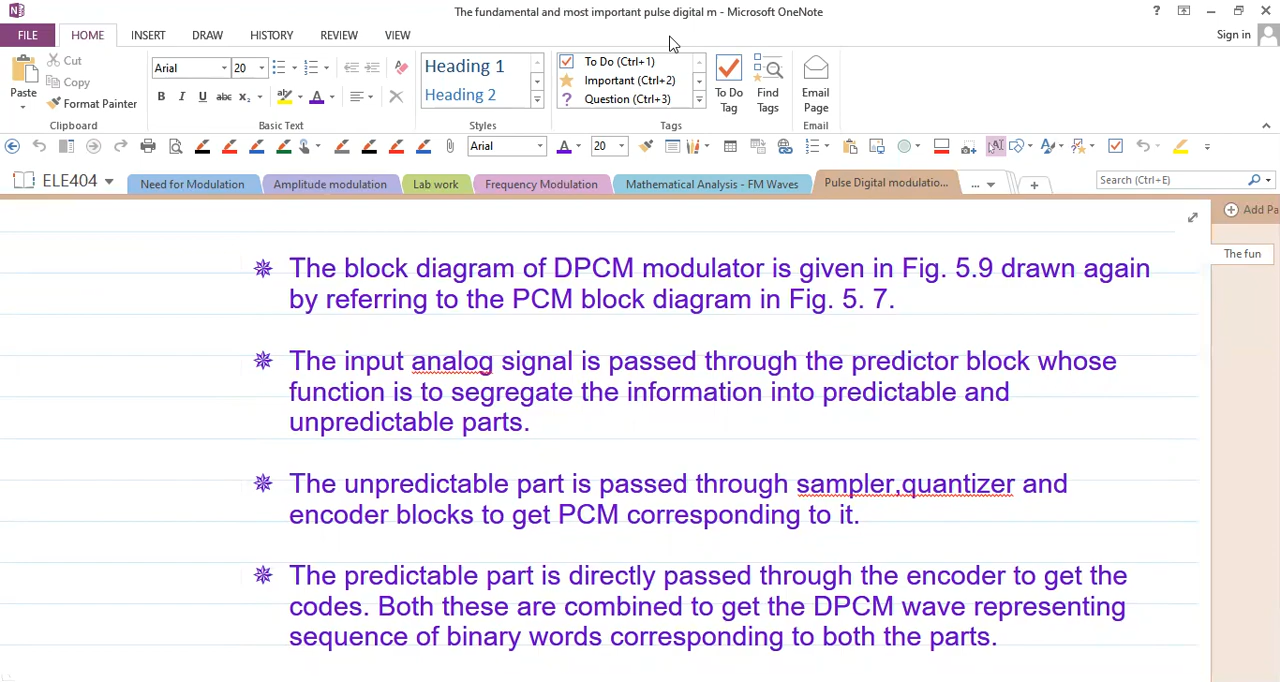 The fundamental and most important pulse digital m - Microsoft OneNote
FILE HOME INSERT DRAW HISTORY REVIEW VIEW Sign in
Paste Cut Copy Format Painter Clipboard
Arial 20 B I U abc X₂ ab A Basic Text
Heading 1
Heading 2
Styles
To Do (Ctrl+1)
Important (Ctrl+2)
Question (Ctrl+3)
Tags
To Do Tag
Find Tags
Email Page
Email
Arial A 20
ELE404 Need for Modulation Amplitude modulation Lab work Frequency Modulation Mathematical Analysis - FM Waves Pulse Digital modulatio... ... Search (Ctrl+E)
Add Pa
The fun
The block diagram of DPCM modulator is given in Fig. 5.9 drawn again
by referring to the PCM block diagram in Fig. 5. 7.
The input analog signal is passed through the predictor block whose
function is to segregate the information into predictable and
unpredictable parts.
The unpredictable part is passed through sampler,quantizer and
encoder blocks to get PCM corresponding to it.
The predictable part is directly passed through the encoder to get the
codes. Both these are combined to get the DPCM wave representing
sequence of binary words corresponding to both the parts.